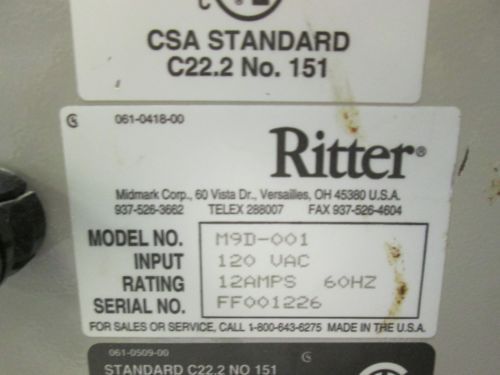 CSA STANDARD
C22.2 No. 151
061-0418-00
Ritter®
Midmark Corp., 60 Vista Dr., Versailles, OH 45380 U.S.A.
937-526-3662 TELEX 288007 FAX 937-526-4604
MODEL NO. M9D-001
INPUT 120 VAC
RATING 12AMPS 60HZ
SERIAL NO. FF001226
FOR SALES OR SERVICE, CALL 1-800-643-6275 MADE IN THE U.S.A.
061-0509-00
STANDARD C22.2 NO 151